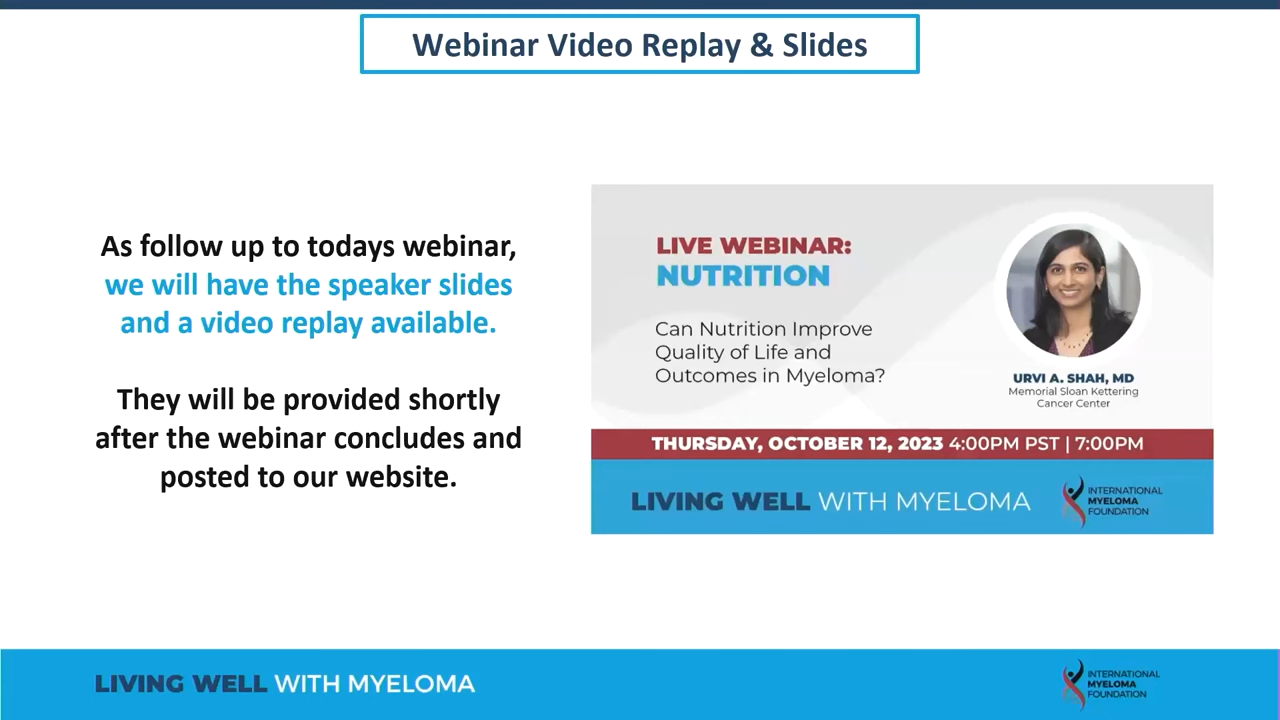 Webinar Video Replay & Slides
As follow up to todays webinar,
we will have the speaker slides
and a video replay available.
They will be provided shortly
after the webinar concludes and
posted to our website.
LIVE WEBINAR:
NUTRITION
Can Nutrition Improve
Quality of Life and
Outcomes in Myeloma?
URVI A. SHAH, MD
Memorial Sloan Kettering
Cancer Center
THURSDAY, OCTOBER 12, 2023 4:00PM PST | 7:00PM
LIVING WELL WITH MYELOMA
INTERNATIONAL
MYELOMA
FOUNDATION
LIVING WELL WITH MYELOMA
INTERNATIONAL
MYELOMA
FOUNDATION